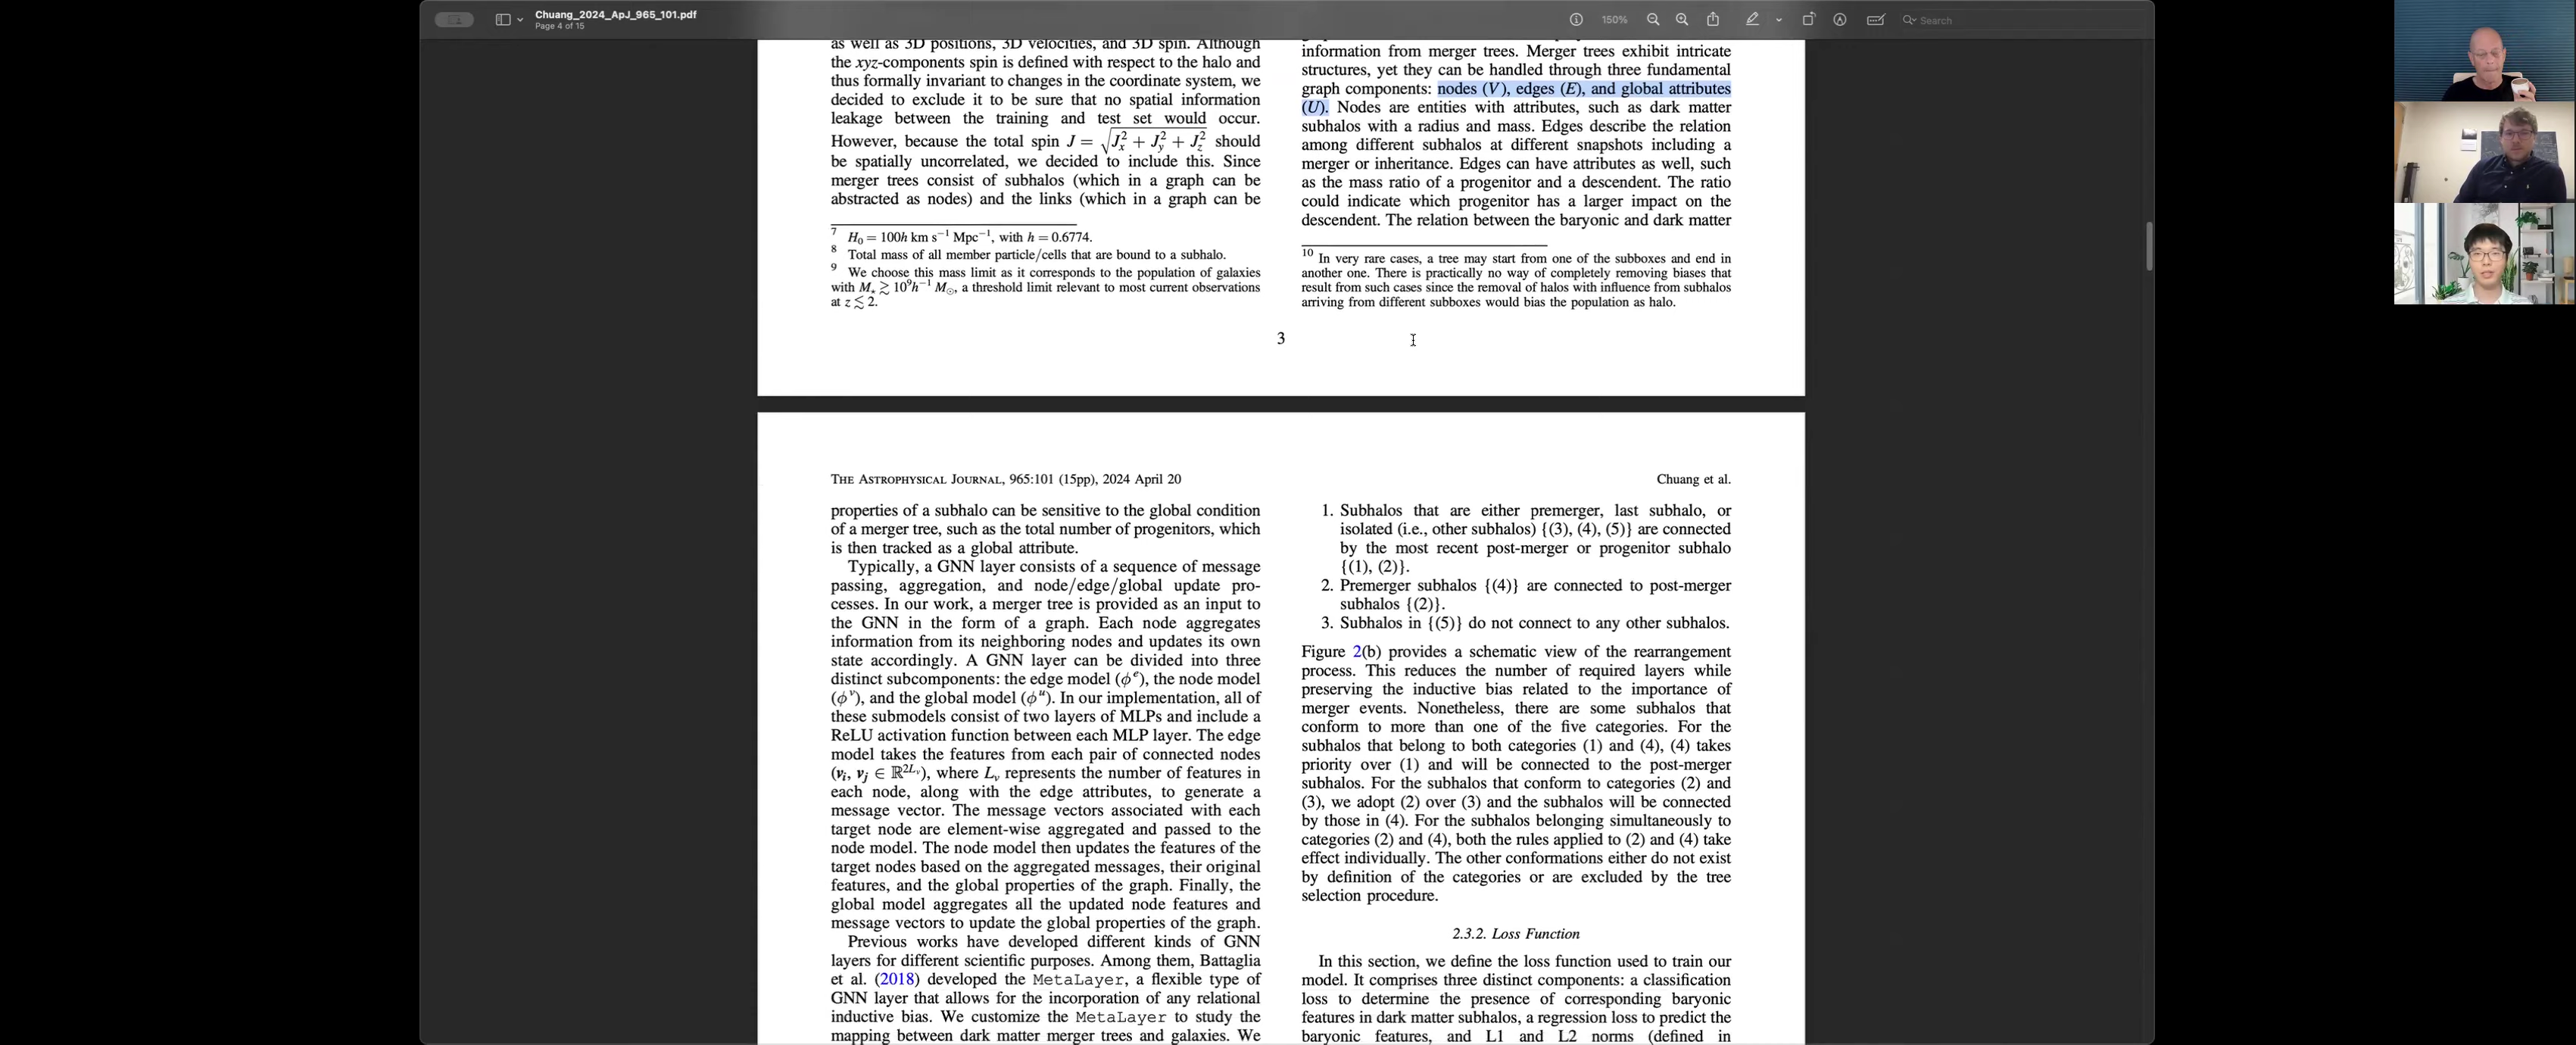 Chuang_2024_ApJ_965_101.pdf
Page 4 of 15
150%
Search
as well as 3D positions, 3D velocities, and 3D spin. Although
the xyz-components spin is defined with respect to the halo and
thus formally invariant to changes in the coordinate system, we
decided to exclude it to be sure that no spatial information
leakage between the training and test set would occur.
However, because the total spin J = √(J_x^2 + J_y^2 + J_z^2) should
be spatially uncorrelated, we decided to include this. Since
merger trees consist of subhalos (which in a graph can be
abstracted as nodes) and the links (which in a graph can be
7 H₀ = 100h km s⁻¹ Mpc⁻¹, with h = 0.6774.
8 Total mass of all member particle/cells that are bound to a subhalo.
9 We choose this mass limit as it corresponds to the population of galaxies
with M⋆ ≳ 10⁹h⁻¹ M⊙, a threshold limit relevant to most current observations
at z ≲ 2.
information from merger trees. Merger trees exhibit intricate
structures, yet they can be handled through three fundamental
graph components: nodes (V), edges (E), and global attributes
(U). Nodes are entities with attributes, such as dark matter
subhalos with a radius and mass. Edges describe the relation
among different subhalos at different snapshots including a
merger or inheritance. Edges can have attributes as well, such
as the mass ratio of a progenitor and a descendent. The ratio
could indicate which progenitor has a larger impact on the
descendent. The relation between the baryonic and dark matter
10 In very rare cases, a tree may start from one of the subboxes and end in
another one. There is practically no way of completely removing biases that
result from such cases since the removal of halos with influence from subhalos
arriving from different subboxes would bias the population as halo.
3
THE ASTROPHYSICAL JOURNAL, 965:101 (15pp), 2024 April 20
Chuang et al.
properties of a subhalo can be sensitive to the global condition
of a merger tree, such as the total number of progenitors, which
is then tracked as a global attribute.
Typically, a GNN layer consists of a sequence of message
passing, aggregation, and node/edge/global update pro-
cesses. In our work, a merger tree is provided as an input to
the GNN in the form of a graph. Each node aggregates
information from its neighboring nodes and updates its own
state accordingly. A GNN layer can be divided into three
distinct subcomponents: the edge model (ϕᵉ), the node model
(ϕᵛ), and the global model (ϕᵘ). In our implementation, all of
these submodels consist of two layers of MLPs and include a
ReLU activation function between each MLP layer. The edge
model takes the features from each pair of connected nodes
(v_i, v_j ∈ ℝ^{2L_v}), where L_v represents the number of features in
each node, along with the edge attributes, to generate a
message vector. The message vectors associated with each
target node are element-wise aggregated and passed to the
node model. The node model then updates the features of the
target nodes based on the aggregated messages, their original
features, and the global properties of the graph. Finally, the
global model aggregates all the updated node features and
message vectors to update the global properties of the graph.
Previous works have developed different kinds of GNN
layers for different scientific purposes. Among them, Battaglia
et al. (2018) developed the MetaLayer, a flexible type of
GNN layer that allows for the incorporation of any relational
inductive bias. We customize the MetaLayer to study the
mapping between dark matter merger trees and galaxies. We
1. Subhalos that are either premerger, last subhalo, or
isolated (i.e., other subhalos) {(3), (4), (5)} are connected
by the most recent post-merger or progenitor subhalo
{(1), (2)}.
2. Premerger subhalos {(4)} are connected to post-merger
subhalos {(2)}.
3. Subhalos in {(5)} do not connect to any other subhalos.
Figure 2(b) provides a schematic view of the rearrangement
process. This reduces the number of required layers while
preserving the inductive bias related to the importance of
merger events. Nonetheless, there are some subhalos that
conform to more than one of the five categories. For the
subhalos that belong to both categories (1) and (4), (4) takes
priority over (1) and will be connected to the post-merger
subhalos. For the subhalos that conform to categories (2) and
(3), we adopt (2) over (3) and the subhalos will be connected
by those in (4). For the subhalos belonging simultaneously to
categories (2) and (4), both the rules applied to (2) and (4) take
effect individually. The other conformations either do not exist
by definition of the categories or are excluded by the tree
selection procedure.
2.3.2. Loss Function
In this section, we define the loss function used to train our
model. It comprises three distinct components: a classification
loss to determine the presence of corresponding baryonic
features in dark matter subhalos, a regression loss to predict the
baryonic features, and L1 and L2 norms (defined in